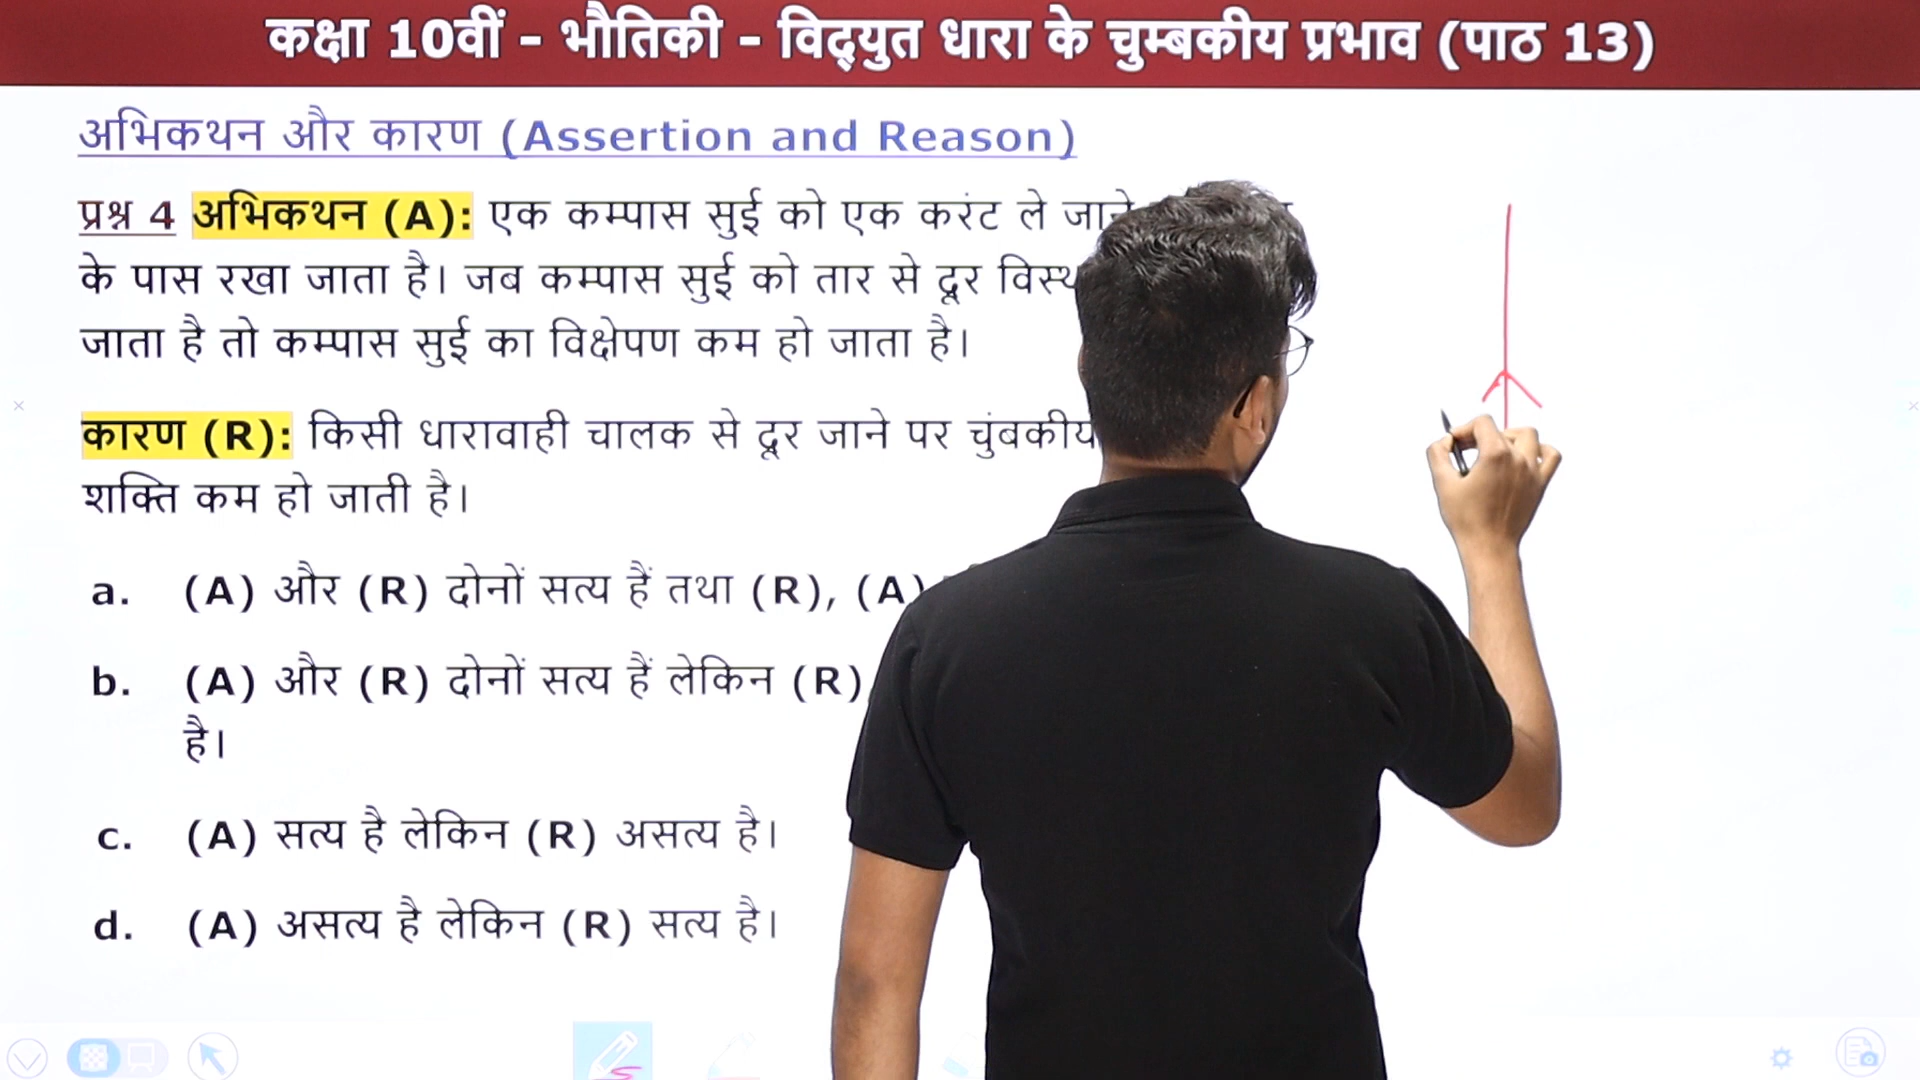 कक्षा 10वीं - भौतिकी - विद्युत धारा के चुम्बकीय प्रभाव (पाठ 13)
अभिकथन और कारण (Assertion and Reason)
प्रश्न 4 अभिकथन (A): एक कम्पास सुई को एक करंट ले जाने
के पास रखा जाता है। जब कम्पास सुई को तार से दूर
जाता है तो कम्पास सुई का विक्षेपण कम हो जाता है।
कारण (R): किसी धारावाही चालक से दूर जाने पर चुंबकीय
शक्ति कम हो जाती है।
a. (A) और (R) दोनों सत्य हैं तथा (R), (A)
b. (A) और (R) दोनों सत्य हैं लेकिन (R)
है।
c. (A) सत्य है लेकिन (R) असत्य है।
d. (A) असत्य है लेकिन (R) सत्य है।